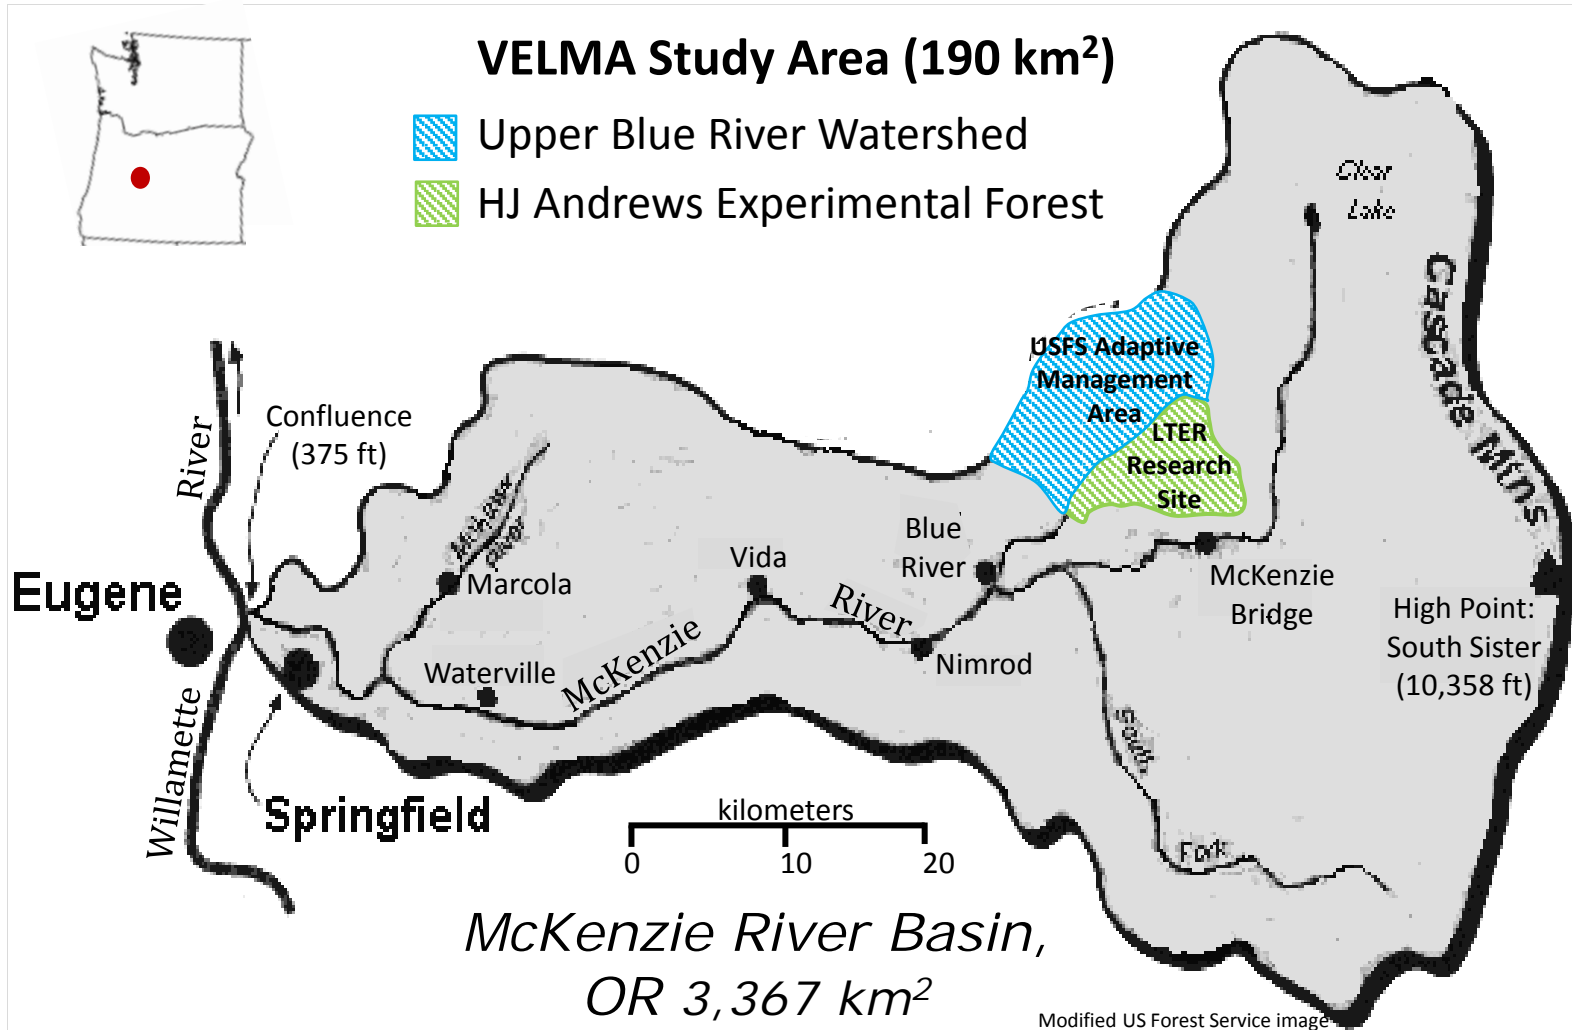 VELMA Study Area (190 km²)
Upper Blue River Watershed
HJ Andrews Experimental Forest
Clear
Lake
Cascade Mtns
USFS Adaptive
Management
Area
LTER
Research
Site
River
Confluence
(375 ft)
River
Marcola
Vida
Blue
River
McKenzie
Bridge
Eugene
High Point:
South Sister
(10,358 ft)
River
Nimrod
Waterville
McKenzie
South
Willamette
Springfield
kilometers
0 10 20
Fork
McKenzie River Basin,
OR 3,367 km²
Modified US Forest Service image